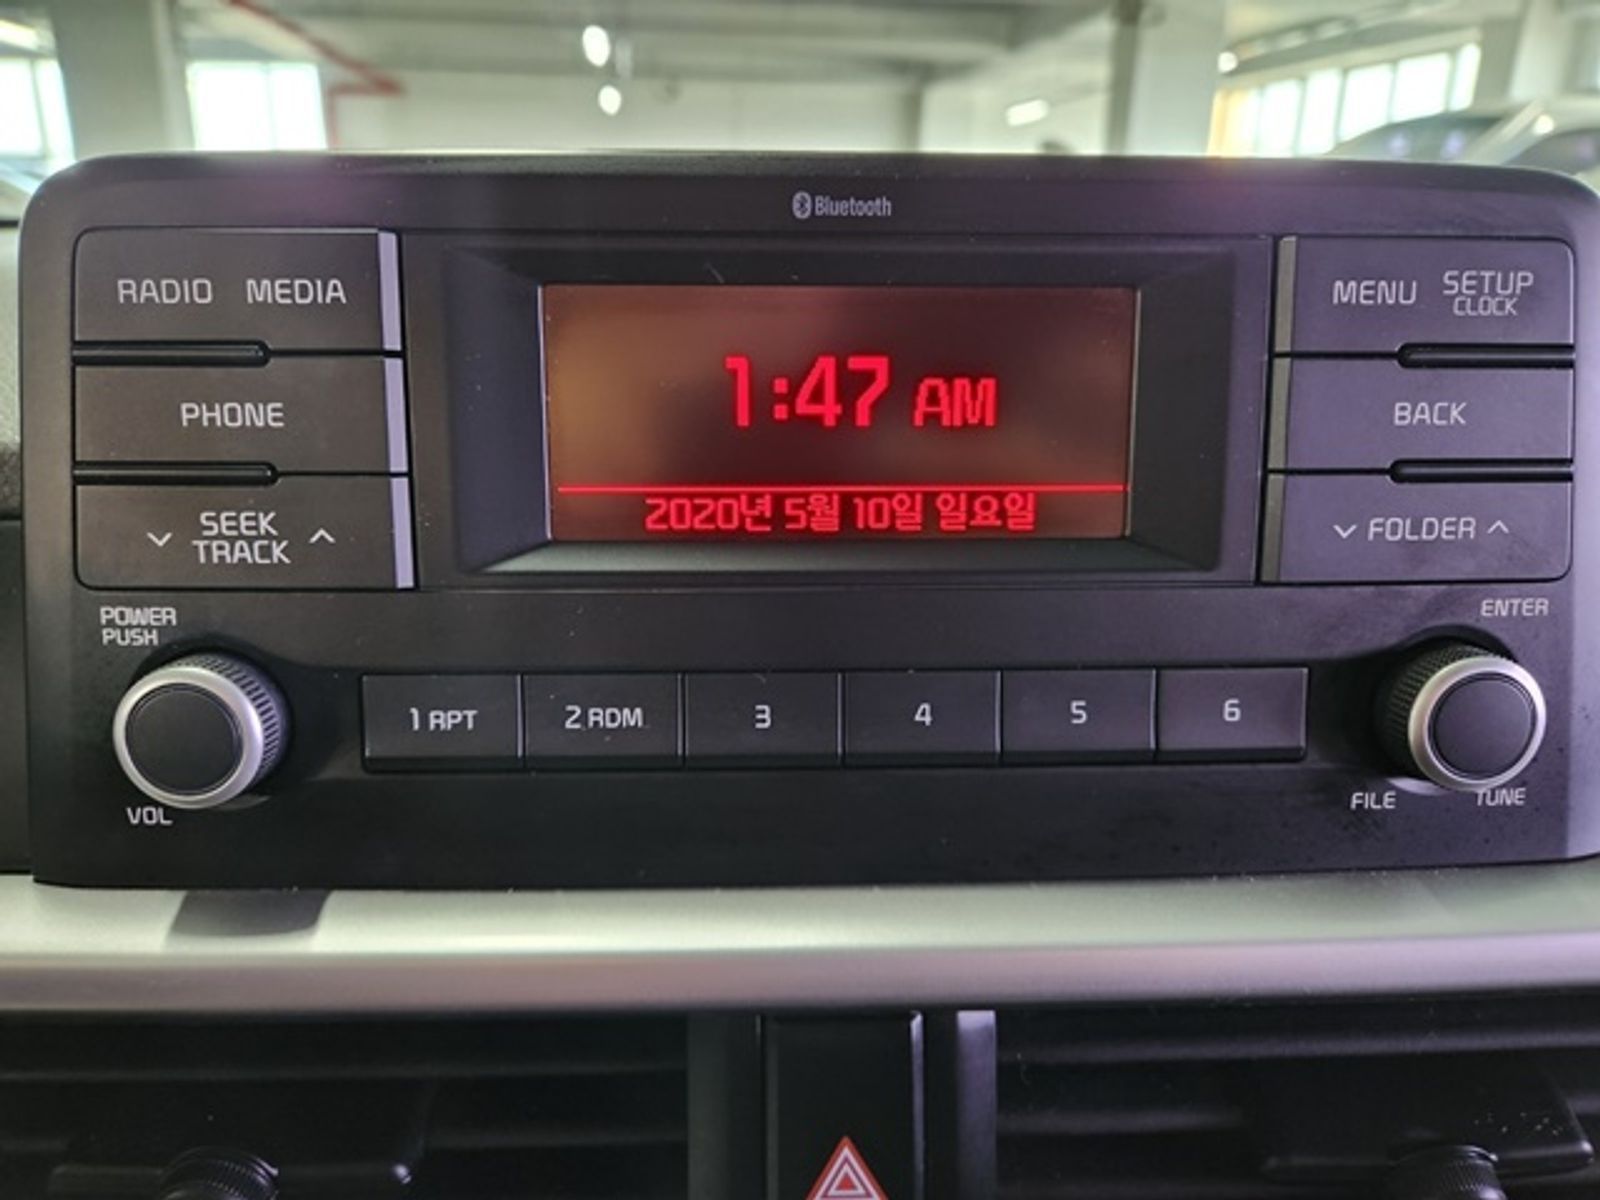 Bluetooth
RADIO MEDIA
PHONE
SEEK
TRACK
1:47 AM
2020년 5월 10일 일요일
MENU SETUP
CLOCK
BACK
FOLDER
POWER
PUSH
VOL
1 RPT
2 RDM
3
4
5
6
ENTER
FILE
TUNE